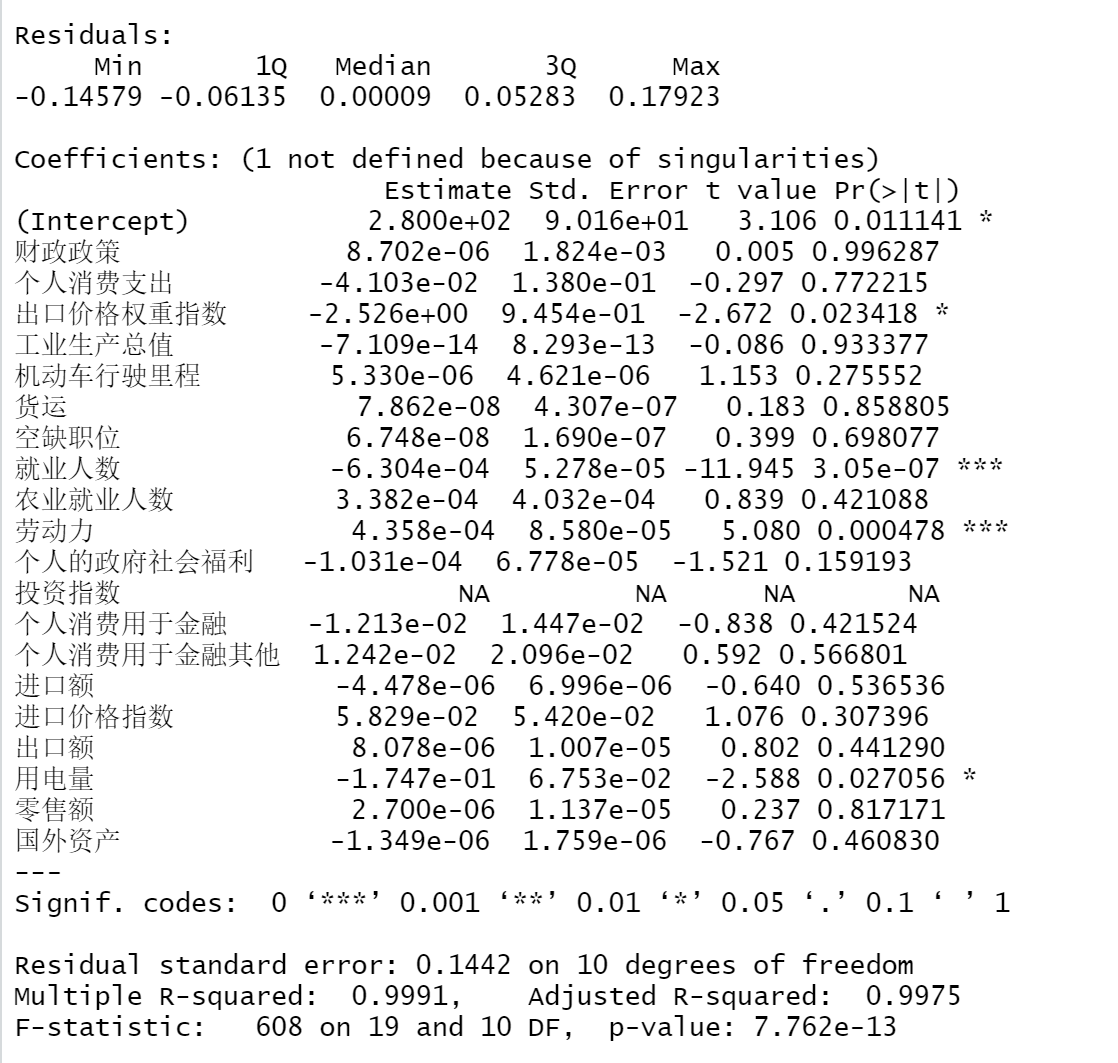 Residuals:
Min 1Q Median 3Q Max
-0.14579 -0.06135 0.00009 0.05283 0.17923
Coefficients: (1 not defined because of singularities)
Estimate Std. Error t value Pr(>|t|)
(Intercept) 2.800e+02 9.016e+01 3.106 0.011141 *
财政政策 8.702e-06 1.824e-03 0.005 0.996287
个人消费支出 -4.103e-02 1.380e-01 -0.297 0.772215
出口价格权重指数 -2.526e+00 9.454e-01 -2.672 0.023418 *
工业生产总值 -7.109e-14 8.293e-13 -0.086 0.933377
机动车行驶里程 5.330e-06 4.621e-06 1.153 0.275552
货运 7.862e-08 4.307e-07 0.183 0.858805
空缺职位 6.748e-08 1.690e-07 0.399 0.698077
就业人数 -6.304e-04 5.278e-05 -11.945 3.05e-07 ***
农业就业人数 3.382e-04 4.032e-04 0.839 0.421088
劳动力 4.358e-04 8.580e-05 5.080 0.000478 ***
个人的政府社会福利 -1.031e-04 6.778e-05 -1.521 0.159193
投资指数 NA NA NA NA
个人消费用于金融 -1.213e-02 1.447e-02 -0.838 0.421524
个人消费用于金融其他 1.242e-02 2.096e-02 0.592 0.566801
进口额 -4.478e-06 6.996e-06 -0.640 0.536536
进口价格指数 5.829e-02 5.420e-02 1.076 0.307396
出口额 8.078e-06 1.007e-05 0.802 0.441290
用电量 -1.747e-01 6.753e-02 -2.588 0.027056 *
零售额 2.700e-06 1.137e-05 0.237 0.817171
国外资产 -1.349e-06 1.759e-06 -0.767 0.460830
---
Signif. codes: 0 ‘***’ 0.001 ‘**’ 0.01 ‘*’ 0.05 ‘.’ 0.1 ‘ ’ 1
Residual standard error: 0.1442 on 10 degrees of freedom
Multiple R-squared: 0.9991, Adjusted R-squared: 0.9975
F-statistic: 608 on 19 and 10 DF, p-value: 7.762e-13